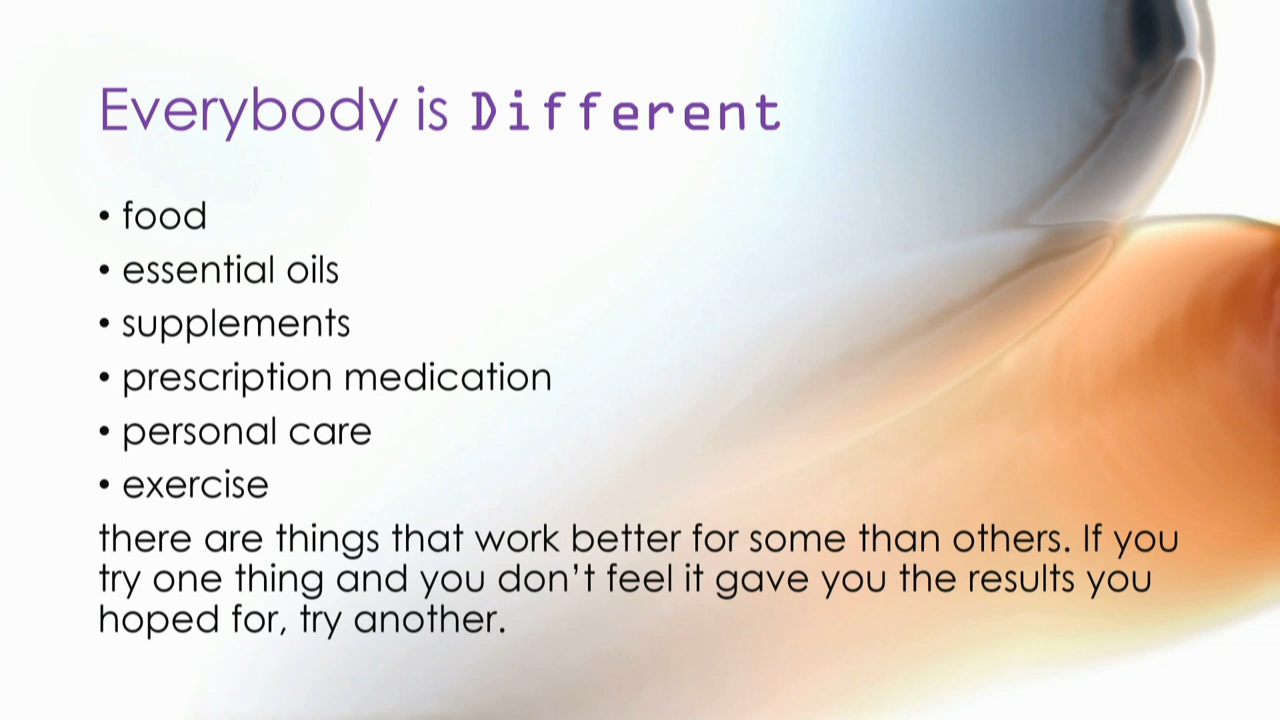 Everybody is Different
• food
• essential oils
• supplements
• prescription medication
• personal care
• exercise
there are things that work better for some than others. If you
try one thing and you don’t feel it gave you the results you
hoped for, try another.